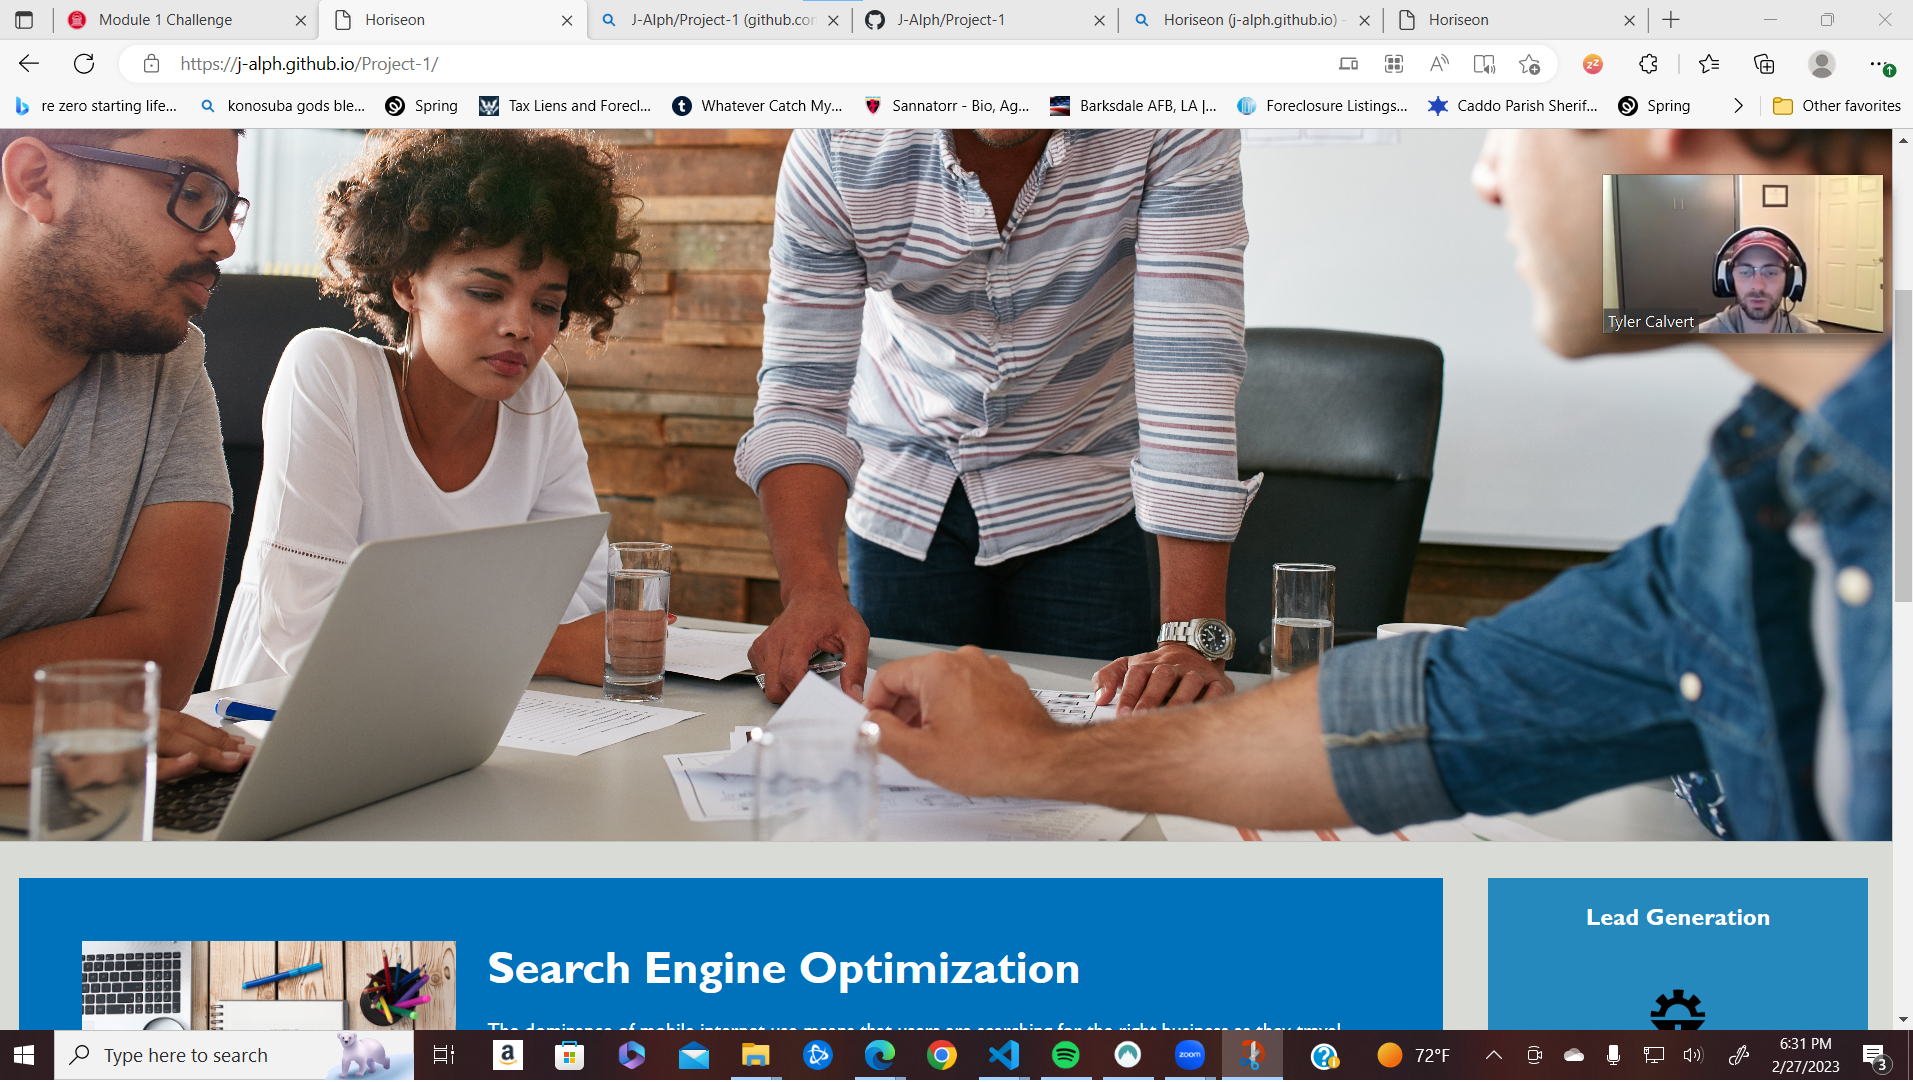 Module 1 Challenge
Horiseon
J-Alph/Project-1 (github.con
J-Alph/Project-1
Horiseon (j-alph.github.io) -
Horiseon
https://j-alph.github.io/Project-1/
re zero starting life...
konosuba gods ble...
Spring
Tax Liens and Forecl...
Whatever Catch My...
Sannatorr - Bio, Ag...
Barksdale AFB, LA |...
Foreclosure Listings...
Caddo Parish Sherif...
Spring
Other favorites
Tyler Calvert
Lead Generation
Search Engine Optimization
The dominance of mobile internet use means that users are searching for the right business as they travel
Type here to search
zoom
72°F
6:31 PM
2/27/2023
3